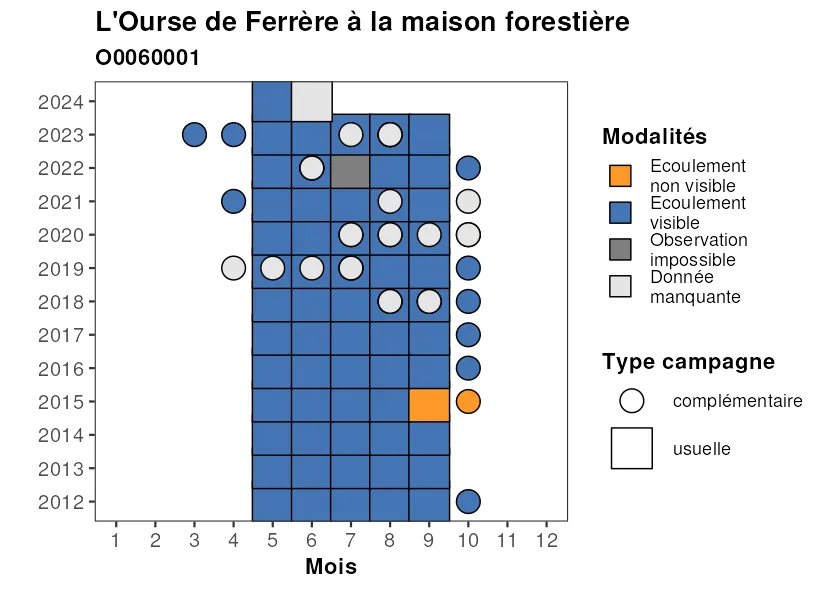 L'Ourse de Ferrère à la maison forestière
O0060001
2024
2023
2022
2021
2020
2019
2018
2017
2016
2015
2014
2013
2012
1 2 3 4 5 6 7 8 9 10 11 12
Mois
Modalités
Ecoulement
non visible
Ecoulement
visible
Observation
impossible
Donnée
manquante
Type campagne
complémentaire
usuelle